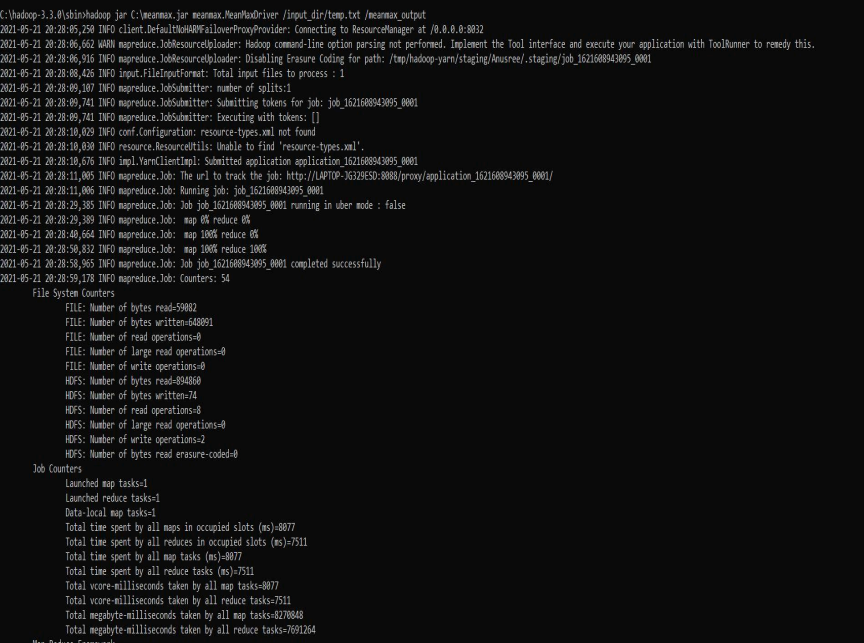 C:\hadoop-3.3.0\sbin>hadoop jar C:\meanmax.jar meanmax.MeanMaxDriver /input_dir/temp.txt /meanmax_output
2021-05-21 20:28:05,250 INFO client.DefaultNoHARMFailoverProxyProvider: Connecting to ResourceManager at /0.0.0.0:8032
2021-05-21 20:28:06,662 WARN mapreduce.JobResourceUploader: Hadoop command-line option parsing not performed. Implement the Tool interface and execute your application with ToolRunner to remedy this.
2021-05-21 20:28:06,916 INFO mapreduce.JobResourceUploader: Disabling Erasure Coding for path: /tmp/hadoop-yarn/staging/Anusree/.staging/job_1621608943095_0001
2021-05-21 20:28:08,426 INFO input.FileInputFormat: Total input files to process : 1
2021-05-21 20:28:09,107 INFO mapreduce.JobSubmitter: number of splits:1
2021-05-21 20:28:09,741 INFO mapreduce.JobSubmitter: Submitting tokens for job: job_1621608943095_0001
2021-05-21 20:28:09,741 INFO mapreduce.JobSubmitter: Executing with tokens: []
2021-05-21 20:28:10,029 INFO conf.Configuration: resource-types.xml not found
2021-05-21 20:28:10,030 INFO resource.ResourceUtils: Unable to find 'resource-types.xml'.
2021-05-21 20:28:10,676 INFO impl.YarnClientImpl: Submitted application application_1621608943095_0001
2021-05-21 20:28:11,005 INFO mapreduce.Job: The url to track the job: http://LAPTOP-JG329ESD:8088/proxy/application_1621608943095_0001/
2021-05-21 20:28:11,006 INFO mapreduce.Job: Running job: job_1621608943095_0001
2021-05-21 20:28:29,385 INFO mapreduce.Job: Job job_1621608943095_0001 running in uber mode : false
2021-05-21 20:28:29,389 INFO mapreduce.Job:  map 0% reduce 0%
2021-05-21 20:28:40,664 INFO mapreduce.Job:  map 100% reduce 0%
2021-05-21 20:28:50,832 INFO mapreduce.Job:  map 100% reduce 100%
2021-05-21 20:28:58,965 INFO mapreduce.Job: Job job_1621608943095_0001 completed successfully
2021-05-21 20:28:59,178 INFO mapreduce.Job: Counters: 54
File System Counters
FILE: Number of bytes read=59082
FILE: Number of bytes written=648091
FILE: Number of read operations=0
FILE: Number of large read operations=0
FILE: Number of write operations=0
HDFS: Number of bytes read=894860
HDFS: Number of bytes written=74
HDFS: Number of read operations=8
HDFS: Number of large read operations=0
HDFS: Number of write operations=2
HDFS: Number of bytes read erasure-coded=0
Job Counters
Launched map tasks=1
Launched reduce tasks=1
Data-local map tasks=1
Total time spent by all maps in occupied slots (ms)=8077
Total time spent by all reduces in occupied slots (ms)=7511
Total time spent by all map tasks (ms)=8077
Total time spent by all reduce tasks (ms)=7511
Total vcore-milliseconds taken by all map tasks=8077
Total vcore-milliseconds taken by all reduce tasks=7511
Total megabyte-milliseconds taken by all map tasks=8270848
Total megabyte-milliseconds taken by all reduce tasks=7691264